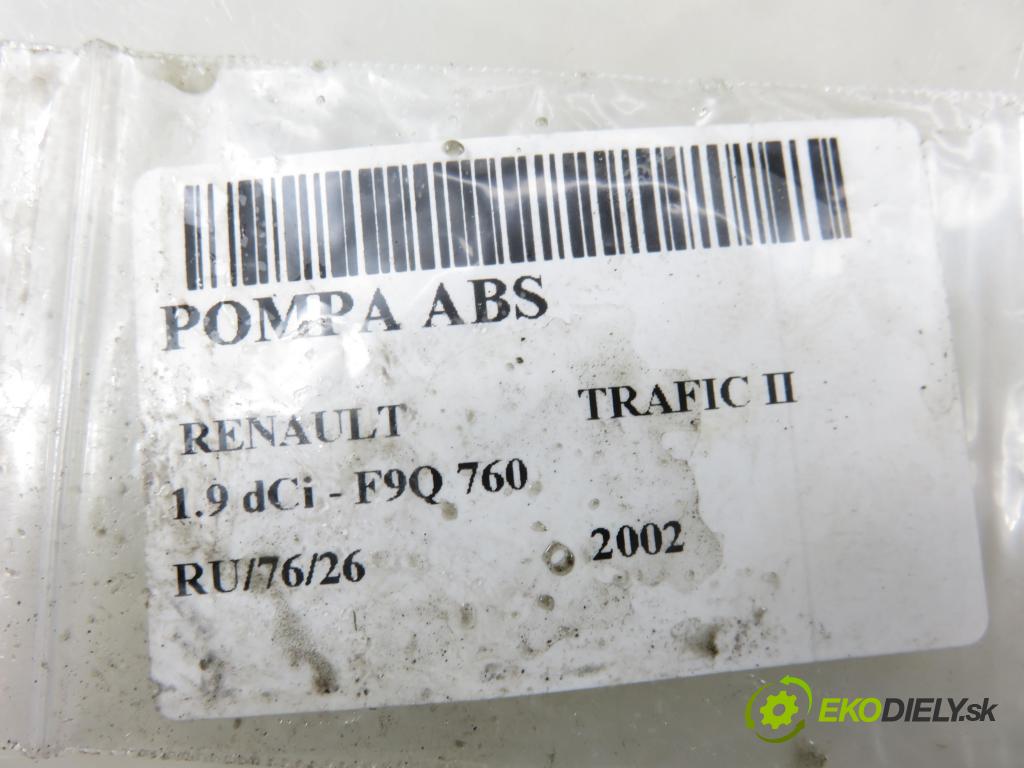 POMPA ABS
RENAULT TRAFIC II
1.9 dCi - F9Q 760
RU/76/26 2002
EKODIELY.sk